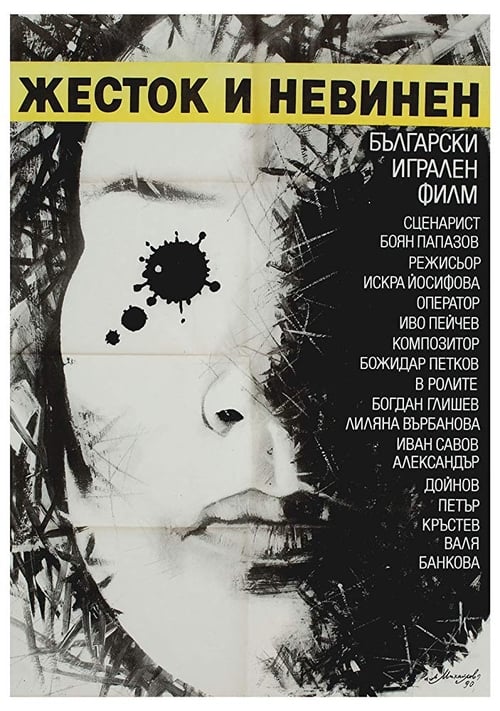 ЖЕСТОК И НЕВИНЕН
БЪЛГАРСКИ
ИГРАЛЕН
ФИЛМ
СЦЕНАРИСТ
БОЯН ПАПАЗОВ
РЕЖИСЬОР
ИСКРА ЙОСИФОВА
ОПЕРАТОР
ИВО ПЕЙЧЕВ
КОМПОЗИТОР
БОЖИДАР ПЕТКОВ
В РОЛИТЕ
БОГДАН ГЛИШЕВ
ЛИЛЯНА ВЪРБАНОВА
ИВАН САВОВ
АЛЕКСАНДЪР
ДОЙНОВ
ПЕТЪР
КРЪСТЕВ
ВАЛЯ
БАНКОВА
90